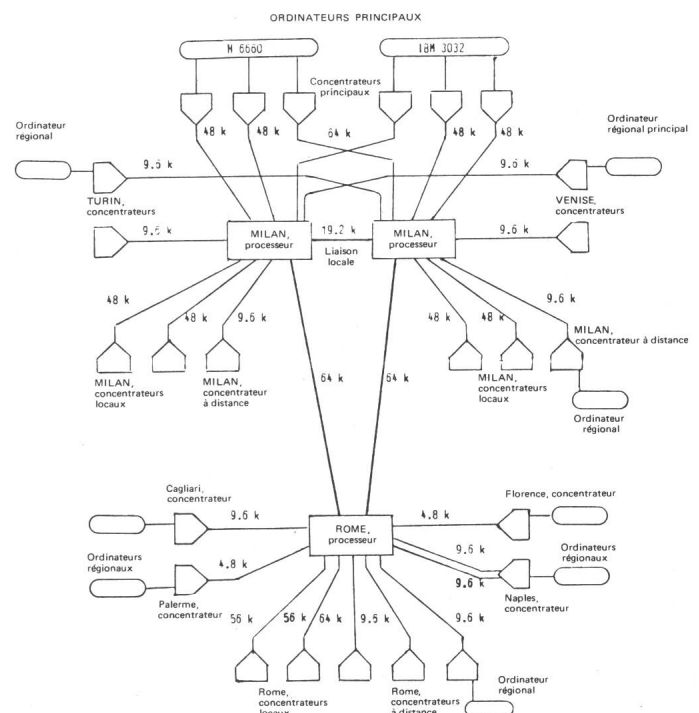 ORDINATEURS PRINCIPAUX
M 6660
IBM 3032
Concentrateurs
principaux
Ordinateur
régional
Ordinateur
régional principal
48 k
48 k
64 k
48 k
48 k
9.6 k
9.6 k
TURIN,
concentrateurs
VENISE,
concentrateurs
9.6 k
MILAN,
processeur
19.2 k
Liaison
locale
MILAN,
processeur
9.6 k
48 k
48 k
9.6 k
48 k
48 k
9.6 k
MILAN,
concentrateur à distance
MILAN,
concentrateurs
locaux
MILAN,
concentrateur
à distance
MILAN,
concentrateurs
locaux
Ordinateur
régional
64 k
64 k
Cagliari,
concentrateur
9.6 k
ROME,
processeur
4.8 k
Florence, concentrateur
Ordinateurs
régionaux
4.8 k
9.6 k
9.6 k
Ordinateurs
régionaux
Palerme,
concentrateur
Naples,
concentrateur
56 k
56 k
64 k
9.6 k
9.6 k
Rome,
concentrateurs
locaux
Rome,
concentrateurs
à distance
Ordinateur
régional